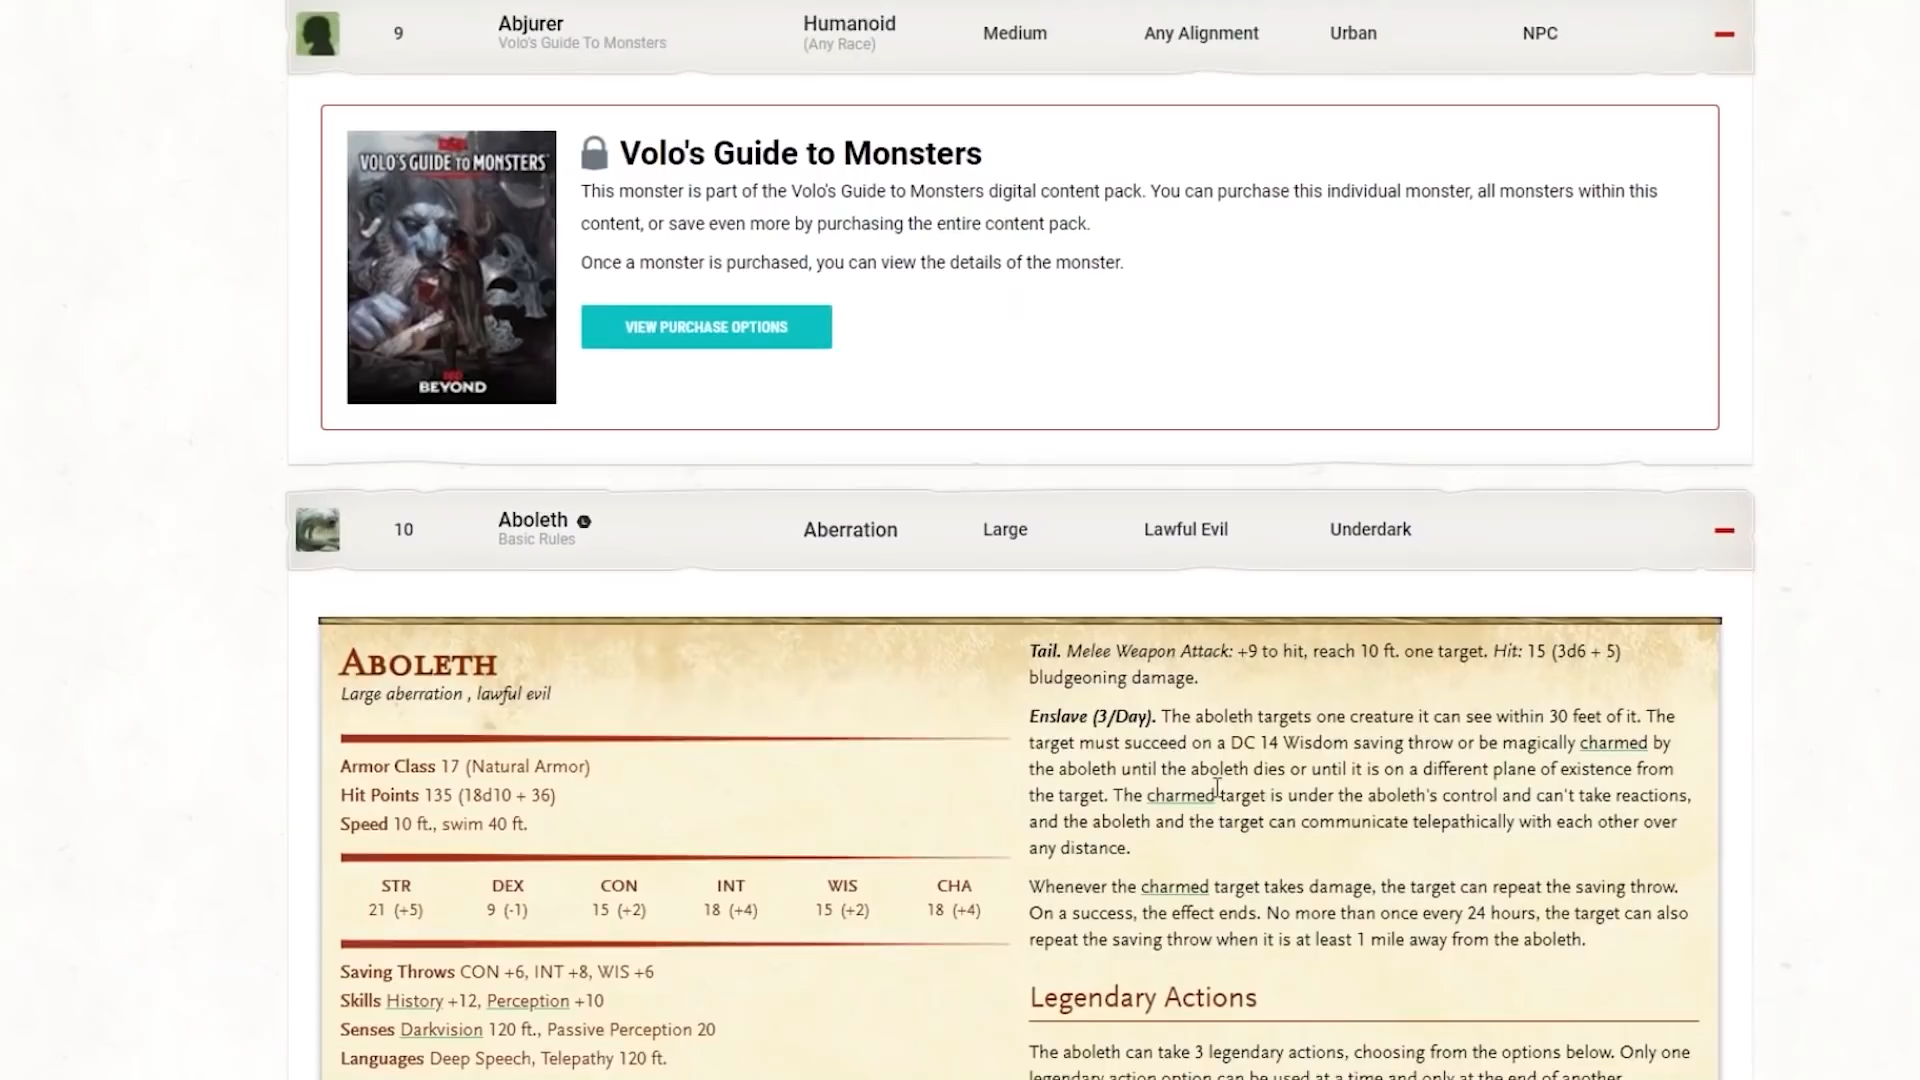 9 Abjurer Humanoid Medium Any Alignment Urban NPC
Volo's Guide To Monsters (Any Race)
VOLO'S GUIDE TO MONSTERS
BEYOND
Volo's Guide to Monsters
This monster is part of the Volo's Guide to Monsters digital content pack. You can purchase this individual monster, all monsters within this
content, or save even more by purchasing the entire content pack.
Once a monster is purchased, you can view the details of the monster.
VIEW PURCHASE OPTIONS
10 Aboleth Aberration Large Lawful Evil Underdark
Basic Rules
ABOLETH
Large aberration , lawful evil
Armor Class 17 (Natural Armor)
Hit Points 135 (18d10 + 36)
Speed 10 ft., swim 40 ft.
STR DEX CON INT WIS CHA
21 (+5) 9 (-1) 15 (+2) 18 (+4) 15 (+2) 18 (+4)
Saving Throws CON +6, INT +8, WIS +6
Skills History +12, Perception +10
Senses Darkvision 120 ft., Passive Perception 20
Languages Deep Speech, Telepathy 120 ft.
Tail. Melee Weapon Attack: +9 to hit, reach 10 ft. one target. Hit: 15 (3d6 + 5)
bludgeoning damage.
Enslave (3/Day). The aboleth targets one creature it can see within 30 feet of it. The
target must succeed on a DC 14 Wisdom saving throw or be magically charmed by
the aboleth until the aboleth dies or until it is on a different plane of existence from
the target. The charmed target is under the aboleth's control and can't take reactions,
and the aboleth and the target can communicate telepathically with each other over
any distance.
Whenever the charmed target takes damage, the target can repeat the saving throw.
On a success, the effect ends. No more than once every 24 hours, the target can also
repeat the saving throw when it is at least 1 mile away from the aboleth.
Legendary Actions
The aboleth can take 3 legendary actions, choosing from the options below. Only one
legendary action option can be used at a time and only at the end of another